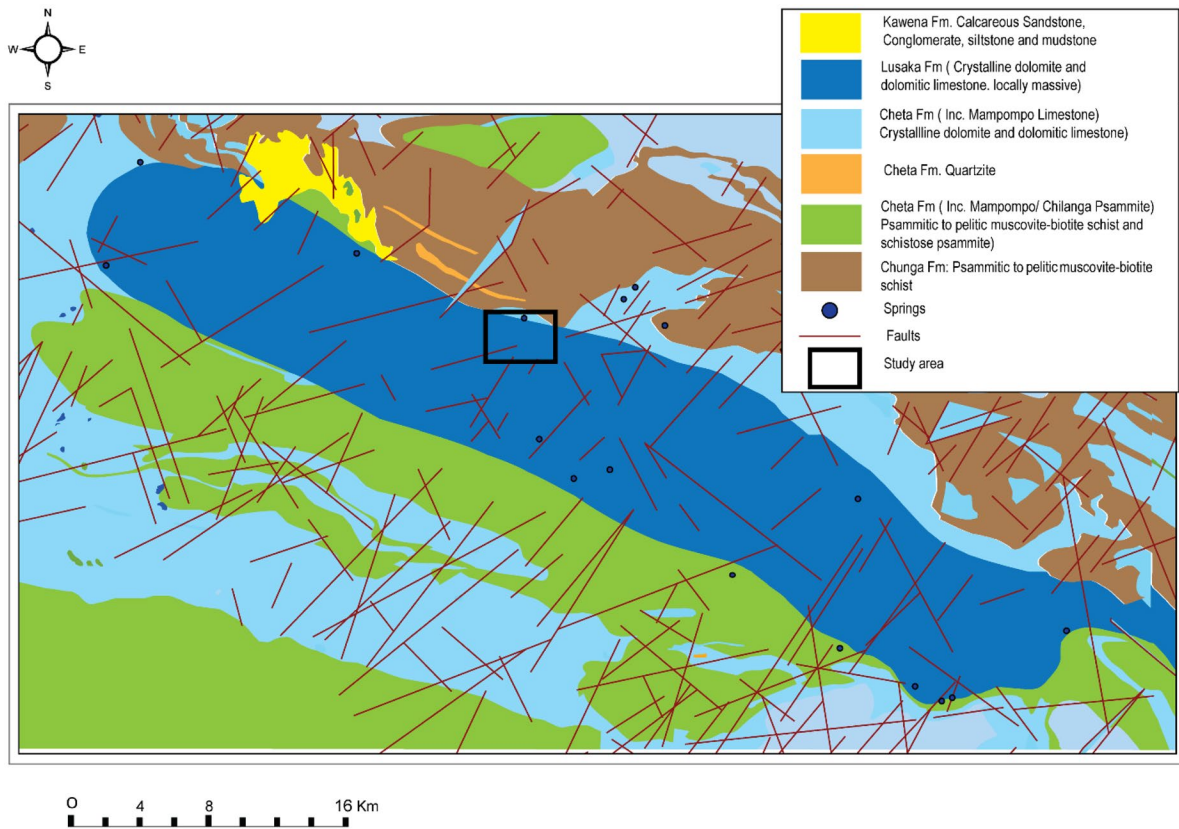 N
W E
S
Kawena Fm. Calcareous Sandstone,
Conglomerate, siltstone and mudstone
Lusaka Fm ( Crystalline dolomite and
dolomitic limestone. locally massive)
Cheta Fm ( Inc. Mampompo Limestone)
Crystallline dolomite and dolomitic limestone)
Cheta Fm. Quartzite
Cheta Fm ( Inc. Mampompo/ Chilanga Psammite)
Psammitic to pelitic muscovite-biotite schist and
schistose psammite)
Chunga Fm: Psammitic to pelitic muscovite-biotite
schist
Springs
Faults
Study area
O 4 8 16 Km